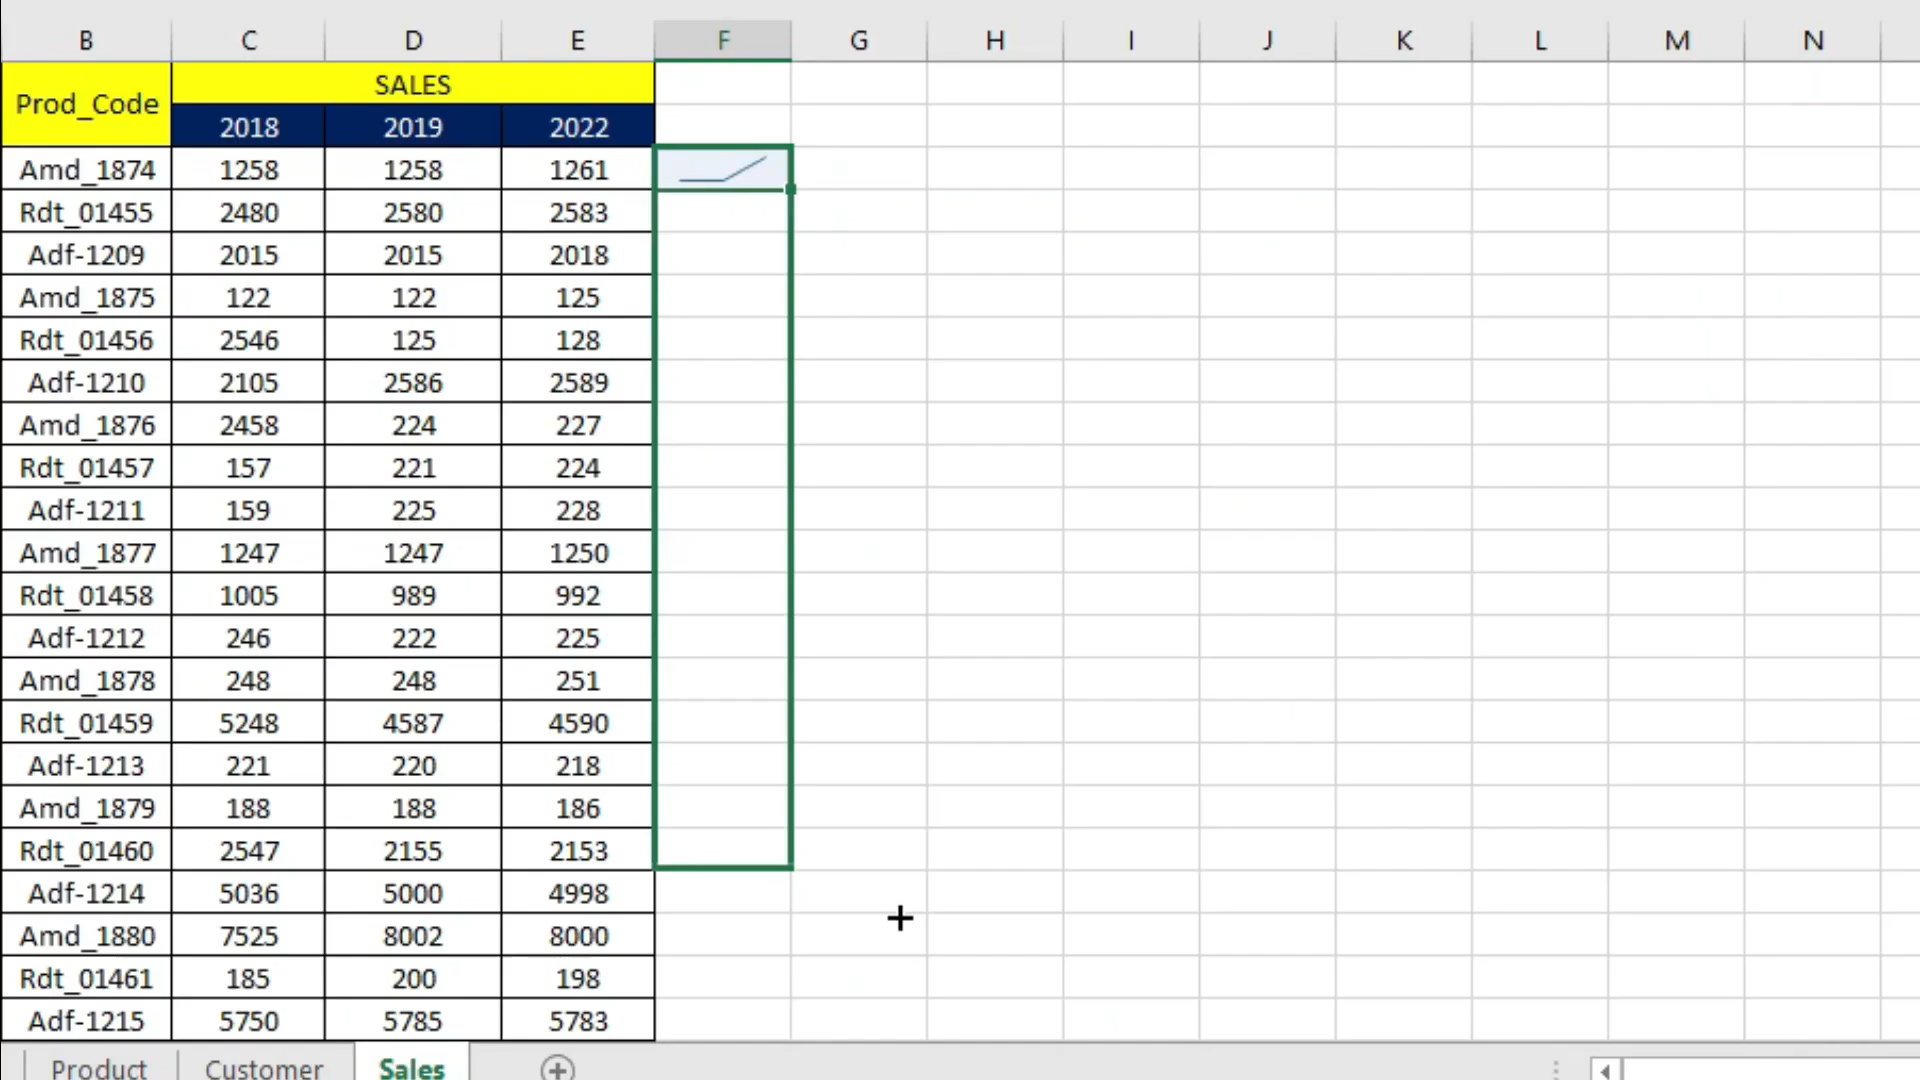 B C D E F G H I J K L M N
Prod_Code SALES
2018 2019 2022
Amd_1874 1258 1258 1261
Rdt_01455 2480 2580 2583
Adf-1209 2015 2015 2018
Amd_1875 122 122 125
Rdt_01456 2546 125 128
Adf-1210 2105 2586 2589
Amd_1876 2458 224 227
Rdt_01457 157 221 224
Adf-1211 159 225 228
Amd_1877 1247 1247 1250
Rdt_01458 1005 989 992
Adf-1212 246 222 225
Amd_1878 248 248 251
Rdt_01459 5248 4587 4590
Adf-1213 221 220 218
Amd_1879 188 188 186
Rdt_01460 2547 2155 2153
Adf-1214 5036 5000 4998
Amd_1880 7525 8002 8000
Rdt_01461 185 200 198
Adf-1215 5750 5785 5783
Product Customer Sales